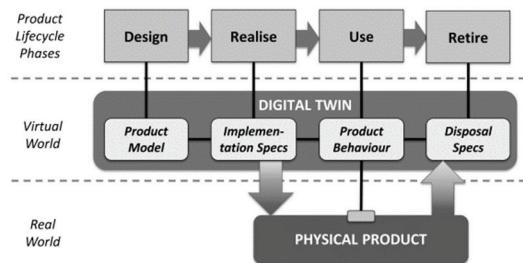 Product
Lifecycle
Phases
Design
Realise
Use
Retire
Virtual
World
DIGITAL TWIN
Product
Model
Implemen-
tation Specs
Product
Behaviour
Disposal
Specs
Real
World
PHYSICAL PRODUCT